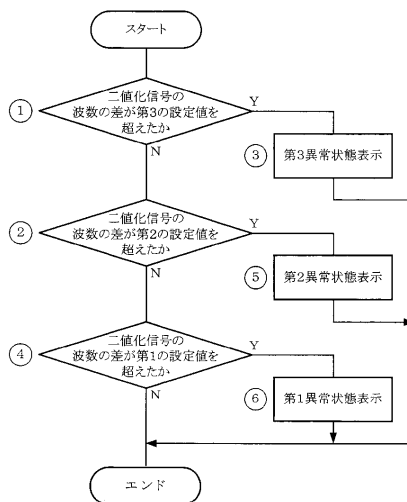 スタート
①
二値化信号の
波数の差が第3の設定値を
超えたか
Y
N
③
第3異常状態表示
②
二値化信号の
波数の差が第2の設定値を
超えたか
Y
N
⑤
第2異常状態表示
④
二値化信号の
波数の差が第1の設定値を
超えたか
Y
N
⑥
第1異常状態表示
エンド